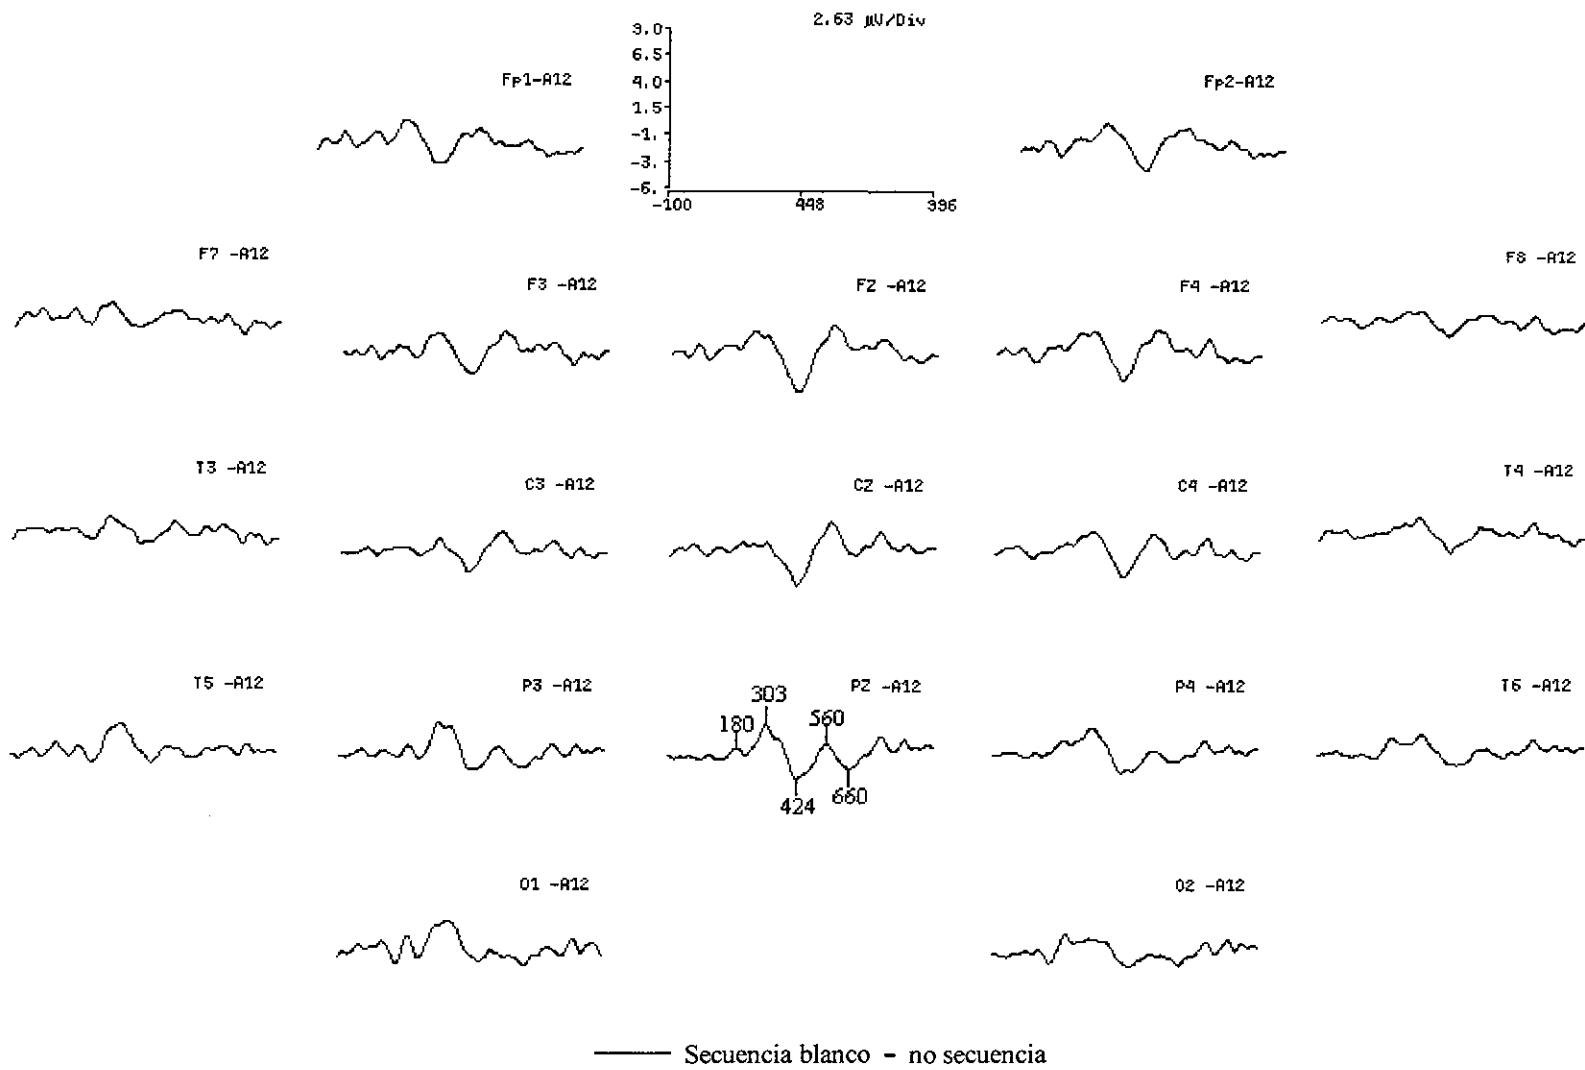 2.63 µV/Div
9.0
6.5
4.0
1.5
-1.
-3.
-6.
-100 448 996
Fp1-A12
Fp2-A12
F7 -A12
F3 -A12
FZ -A12
F4 -A12
F8 -A12
T3 -A12
C3 -A12
CZ -A12
C4 -A12
T4 -A12
T5 -A12
P3 -A12
PZ -A12
P4 -A12
T6 -A12
303
180
560
424
660
O1 -A12
O2 -A12
Secuencia blanco - no secuencia